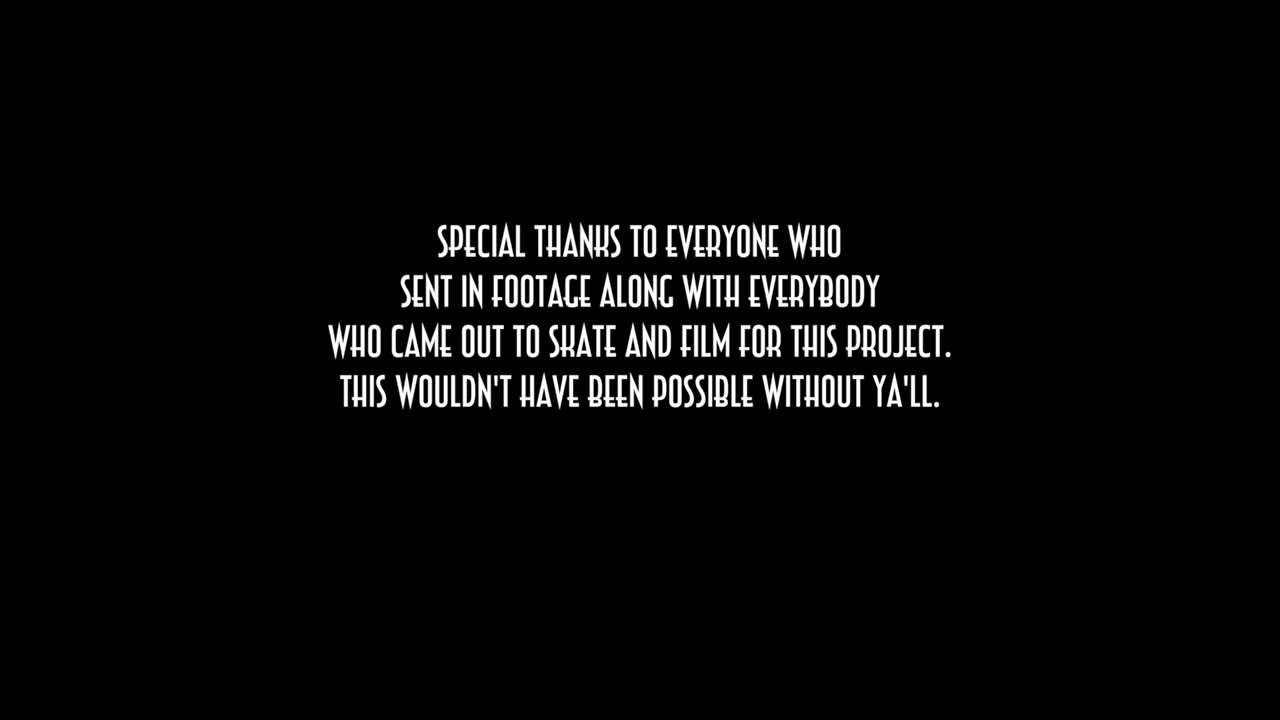 SPECIAL THANKS TO EVERYONE WHO
SENT IN FOOTAGE ALONG WITH EVERYBODY
WHO CAME OUT TO SKATE AND FILM FOR THIS PROJECT.
THIS WOULDN'T HAVE BEEN POSSIBLE WITHOUT YA'LL.